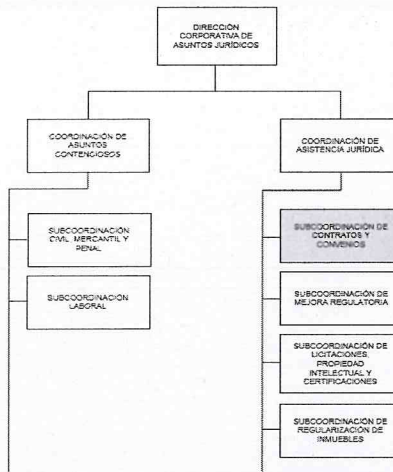 DIRECCIÓN
CORPORATIVA DE
ASUNTOS JURÍDICOS
COORDINACIÓN DE
ASUNTOS
CONTENCIOSOS
COORDINACIÓN DE
ASISTENCIA JURÍDICA
SUBCOORDINACIÓN
CIVIL, MERCANTIL Y
PENAL
SUBCOORDINACIÓN
LABORAL
SUBCOORDINACIÓN DE
CONTRATOS Y
CONVENIOS
SUBCOORDINACIÓN DE
MEJORA REGULATORIA
SUBCOORDINACIÓN DE
LICITACIONES,
PROPIEDAD
INTELECTUAL Y
CERTIFICACIONES
SUBCOORDINACIÓN DE
REGULARIZACIÓN DE
INMUEBLES